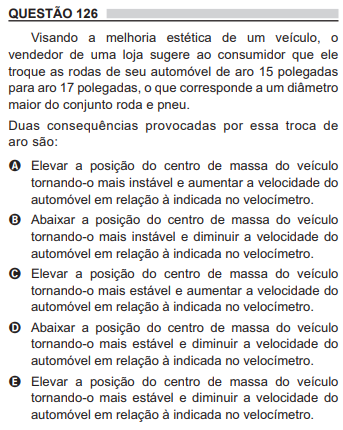 QUESTÃO 126
Visando a melhoria estética de um veículo, o
vendedor de uma loja sugere ao consumidor que ele
troque as rodas de seu automóvel de aro 15 polegadas
para aro 17 polegadas, o que corresponde a um diâmetro
maior do conjunto roda e pneu.
Duas consequências provocadas por essa troca de
aro são:
A Elevar a posição do centro de massa do veículo
tornando-o mais instável e aumentar a velocidade do
automóvel em relação à indicada no velocímetro.
B Abaixar a posição do centro de massa do veículo
tornando-o mais instável e diminuir a velocidade do
automóvel em relação à indicada no velocímetro.
C Elevar a posição do centro de massa do veículo
tornando-o mais estável e aumentar a velocidade do
automóvel em relação à indicada no velocímetro.
D Abaixar a posição do centro de massa do veículo
tornando-o mais estável e diminuir a velocidade do
automóvel em relação à indicada no velocímetro.
E Elevar a posição do centro de massa do veículo
tornando-o mais estável e diminuir a velocidade do
automóvel em relação à indicada no velocímetro.